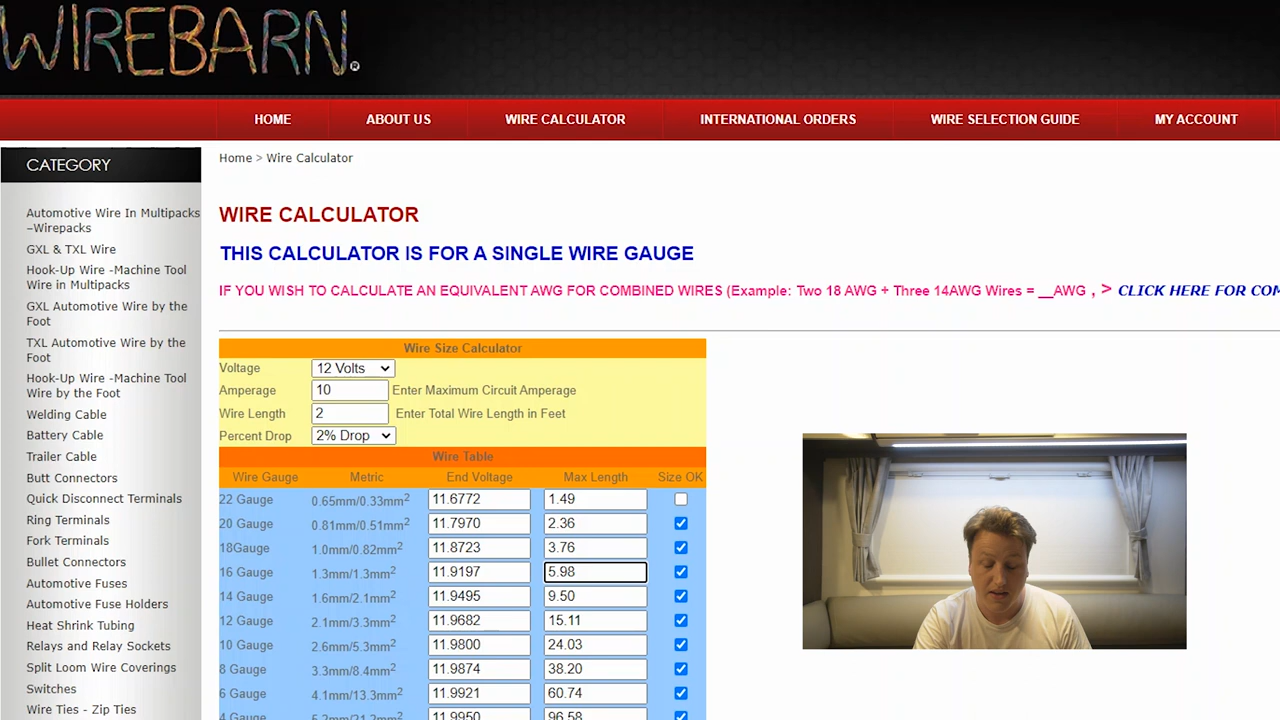 WIREBARN®
HOME ABOUT US WIRE CALCULATOR INTERNATIONAL ORDERS WIRE SELECTION GUIDE MY ACCOUNT
CATEGORY
Automotive Wire In Multipacks
–Wirepacks
GXL & TXL Wire
Hook-Up Wire -Machine Tool
Wire in Multipacks
GXL Automotive Wire by the
Foot
TXL Automotive Wire by the
Foot
Hook-Up Wire -Machine Tool
Wire by the Foot
Welding Cable
Battery Cable
Trailer Cable
Butt Connectors
Quick Disconnect Terminals
Ring Terminals
Fork Terminals
Bullet Connectors
Automotive Fuses
Automotive Fuse Holders
Heat Shrink Tubing
Relays and Relay Sockets
Split Loom Wire Coverings
Switches
Wire Ties - Zip Ties
Home > Wire Calculator
WIRE CALCULATOR
THIS CALCULATOR IS FOR A SINGLE WIRE GAUGE
IF YOU WISH TO CALCULATE AN EQUIVALENT AWG FOR COMBINED WIRES (Example: Two 18 AWG + Three 14AWG Wires = __AWG , > CLICK HERE FOR COM
Wire Size Calculator
Voltage 12 Volts
Amperage 10 Enter Maximum Circuit Amperage
Wire Length 2 Enter Total Wire Length in Feet
Percent Drop 2% Drop
Wire Table
Wire Gauge Metric End Voltage Max Length Size OK
22 Gauge 0.65mm/0.33mm² 11.6772 1.49
20 Gauge 0.81mm/0.51mm² 11.7970 2.36
18Gauge 1.0mm/0.82mm² 11.8723 3.76
16 Gauge 1.3mm/1.3mm² 11.9197 5.98
14 Gauge 1.6mm/2.1mm² 11.9495 9.50
12 Gauge 2.1mm/3.3mm² 11.9682 15.11
10 Gauge 2.6mm/5.3mm² 11.9800 24.03
8 Gauge 3.3mm/8.4mm² 11.9874 38.20
6 Gauge 4.1mm/13.3mm² 11.9921 60.74
4 Gauge 5.2mm/21.2mm² 11.9950 96.58